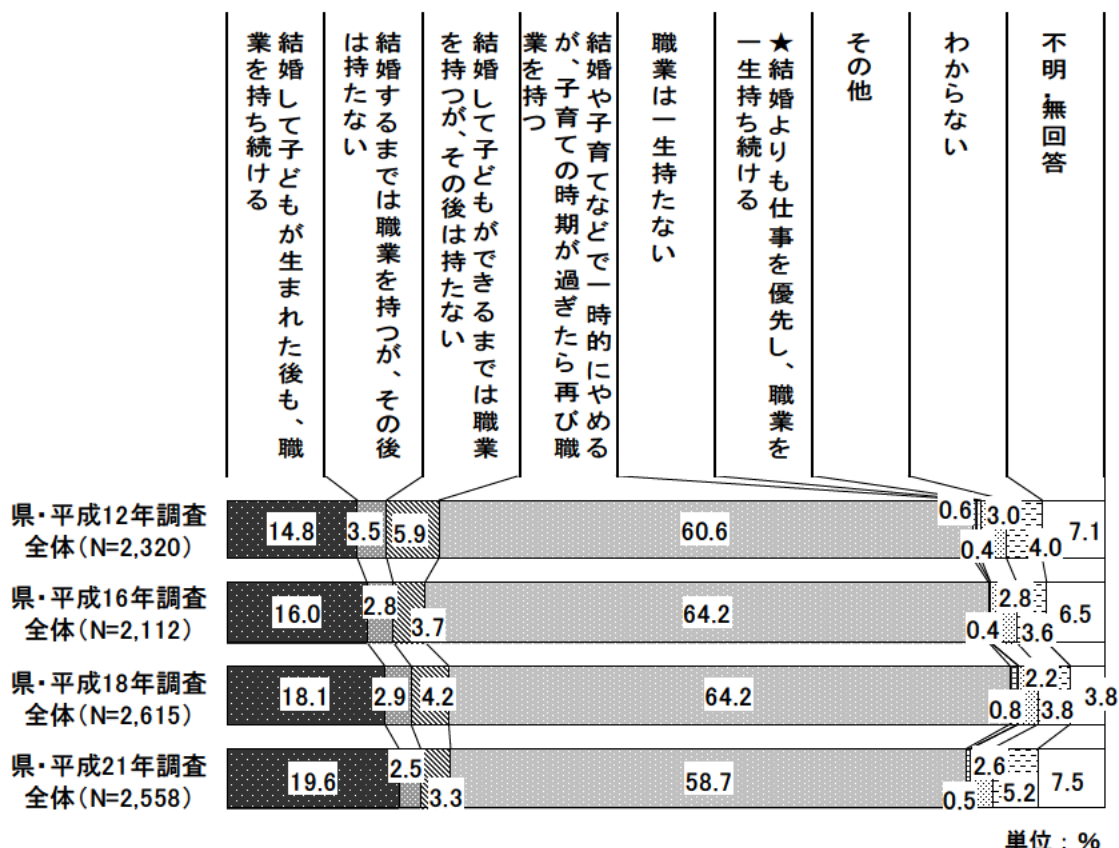 結婚して子どもが生まれた後も、職
業を持ち続ける
結婚するまでは職業を持つが、その後
は持たない
結婚して子どもができるまでは職業
を持つが、その後は持たない
結婚や子育てなどで一時的にやめる
が、子育ての時期が過ぎたら再び職
業を持つ
職業は一生持たない
★結婚よりも仕事を優先し、職業を
一生持ち続ける
その他
わからない
不明・無回答
県・平成12年調査
全体(N=2,320)
14.8
3.5
5.9
60.6
0.6
0.4
3.0
4.0
7.1
県・平成16年調査
全体(N=2,112)
16.0
2.8
3.7
64.2
0.4
2.8
3.6
6.5
県・平成18年調査
全体(N=2,615)
18.1
2.9
4.2
64.2
0.8
2.2
3.8
3.8
県・平成21年調査
全体(N=2,558)
19.6
2.5
3.3
58.7
0.5
2.6
5.2
7.5
単位:%